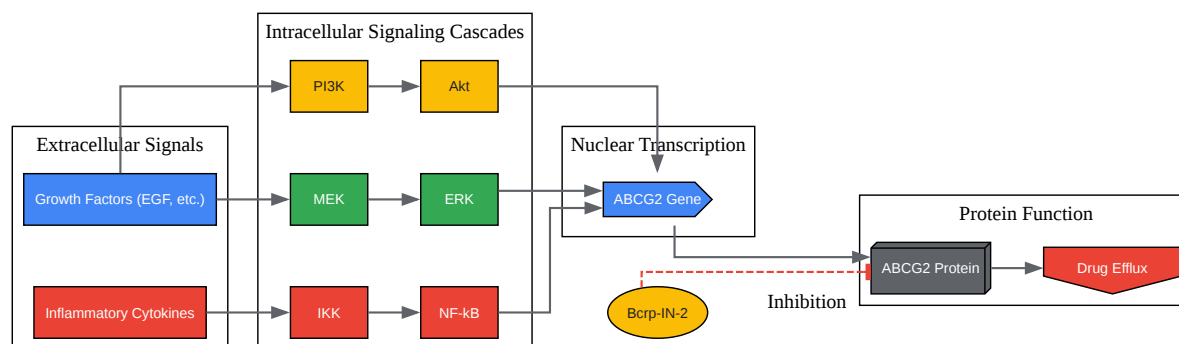 Intracellular Signaling Cascades
PI3K
Akt
Extracellular Signals
Nuclear Transcription
Growth Factors (EGF, etc.)
MEK
ERK
ABCG2 Gene
Protein Function
ABCG2 Protein
Drug Efflux
Inhibition
Inflammatory Cytokines
IKK
NF-kB
Bcrp-IN-2